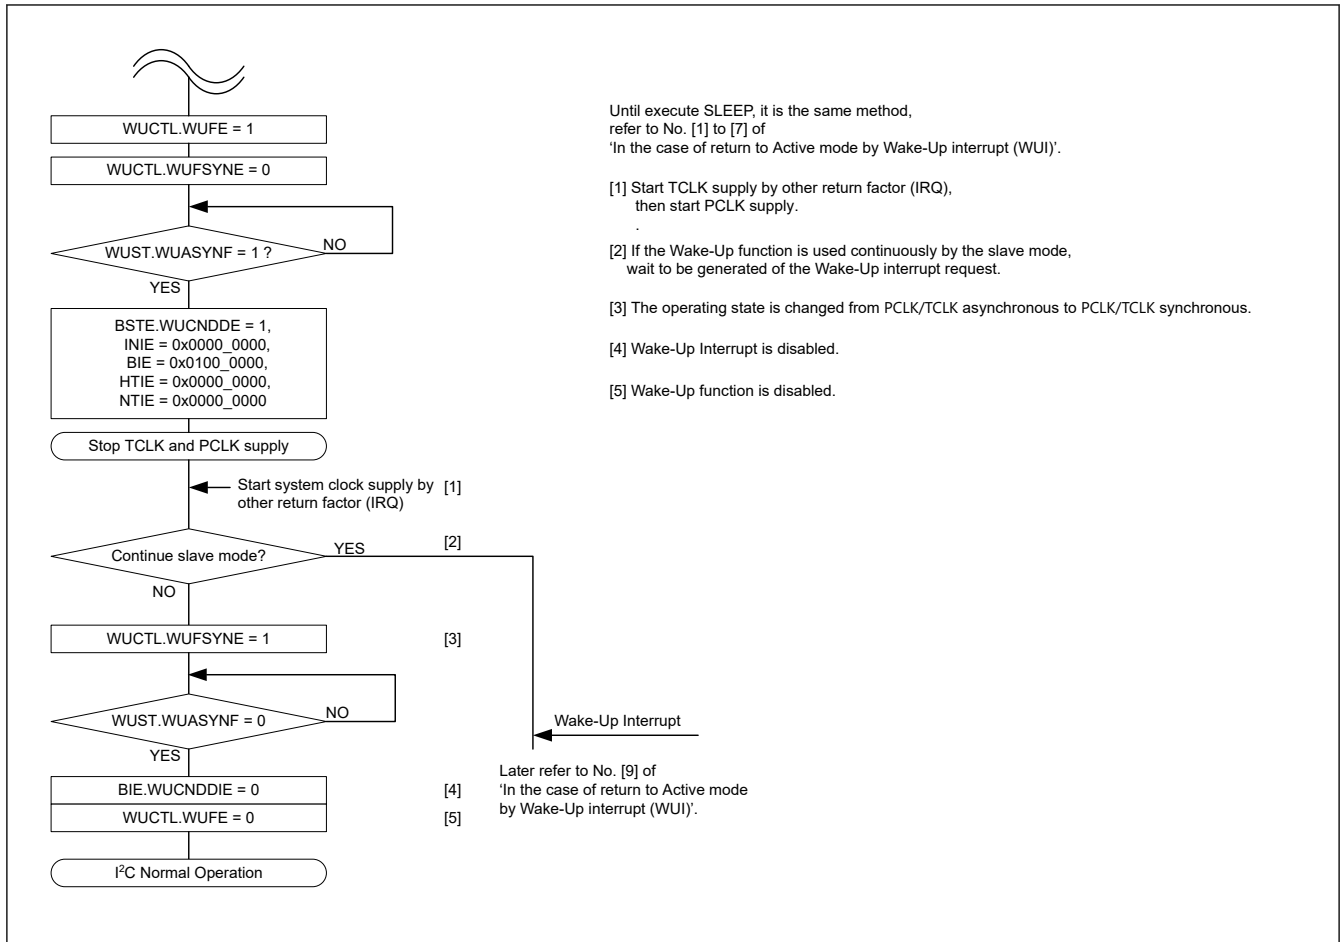 WUCTL.WUFE = 1
WUCTL.WUFSYNE = 0
WUST.WUASYNF = 1 ?
NO
YES
BSTE.WUCNDDE = 1,
INIE = 0x0000_0000,
BIE = 0x0100_0000,
HTIE = 0x0000_0000,
NTIE = 0x0000_0000
Stop TCLK and PCLK supply
Start system clock supply by [1]
other return factor (IRQ)
Continue slave mode?
YES
[2]
NO
WUCTL.WUFSYNE = 1
[3]
WUST.WUASYNF = 0
NO
YES
BIE.WUCNDDIE = 0
[4]
WUCTL.WUFE = 0
[5]
I²C Normal Operation
Wake-Up Interrupt
Later refer to No. [9] of
‘In the case of return to Active mode
by Wake-Up interrupt (WUI)’.
Until execute SLEEP, it is the same method,
refer to No. [1] to [7] of
‘In the case of return to Active mode by Wake-Up interrupt (WUI)’.
[1] Start TCLK supply by other return factor (IRQ),
then start PCLK supply.
.
[2] If the Wake-Up function is used continuously by the slave mode,
wait to be generated of the Wake-Up interrupt request.
[3] The operating state is changed from PCLK/TCLK asynchronous to PCLK/TCLK synchronous.
[4] Wake-Up Interrupt is disabled.
[5] Wake-Up function is disabled.